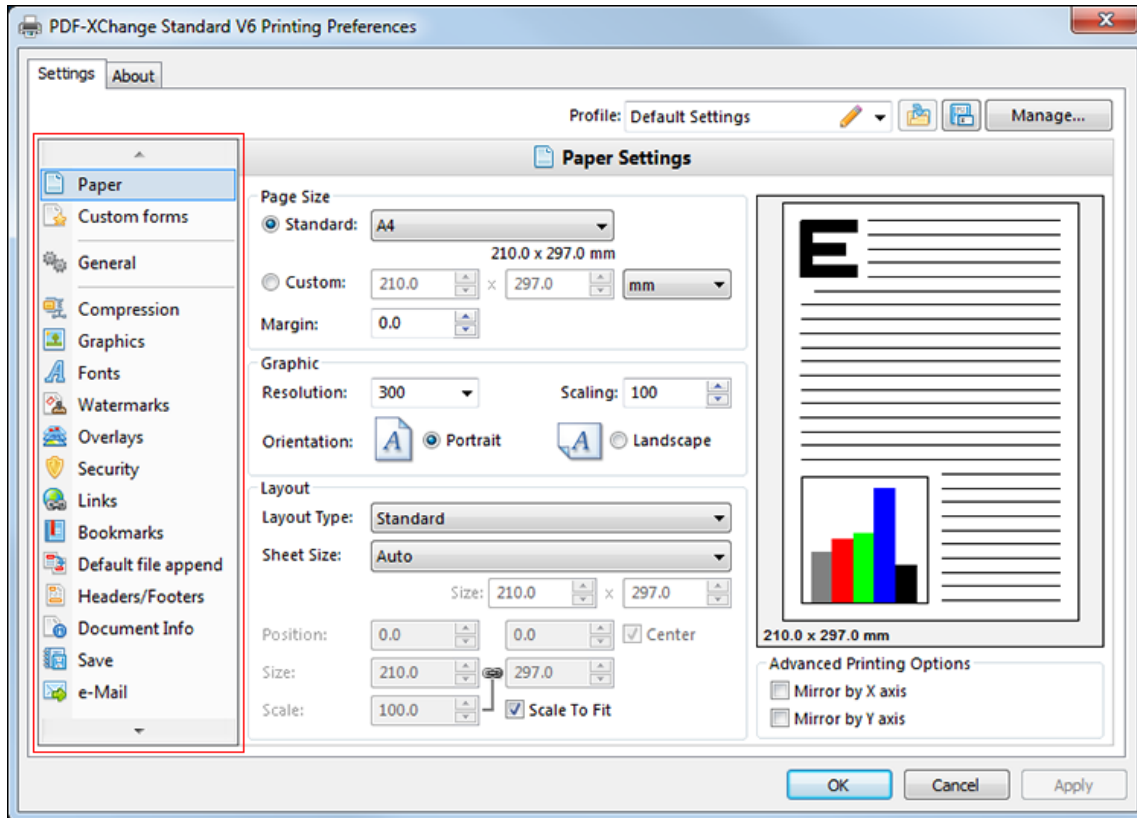 PDF-XChange Standard V6 Printing Preferences
Settings About
Profile: Default Settings Manage...
Paper
Custom forms
General
Compression
Graphics
Fonts
Watermarks
Overlays
Security
Links
Bookmarks
Default file append
Headers/Footers
Document Info
Save
e-Mail
Paper Settings
Page Size
Standard: A4
210.0 x 297.0 mm
Custom: 210.0 x 297.0 mm
Margin: 0.0
Graphic
Resolution: 300 Scaling: 100
Orientation: A Portrait A Landscape
Layout
Layout Type: Standard
Sheet Size: Auto
Size: 210.0 x 297.0
Position: 0.0 0.0 Center
Size: 210.0 297.0
Scale: 100.0 Scale To Fit
E
210.0 x 297.0 mm
Advanced Printing Options
Mirror by X axis
Mirror by Y axis
OK Cancel Apply